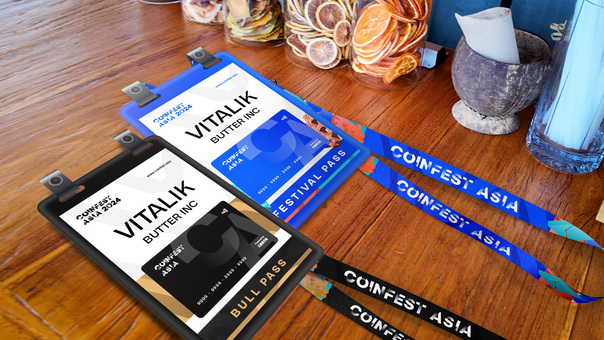 COINFEST
ASIA 2024
VITALIK
BUTTER INC
COINFEST
ASIA
FESTIVAL PASS
COINFEST
ASIA 2024
VITALIK
BUTTER INC
COINFEST
ASIA
BULL PASS
COINFEST ASIA
COINFEST ASIA
COINFEST ASIA
COINFEST